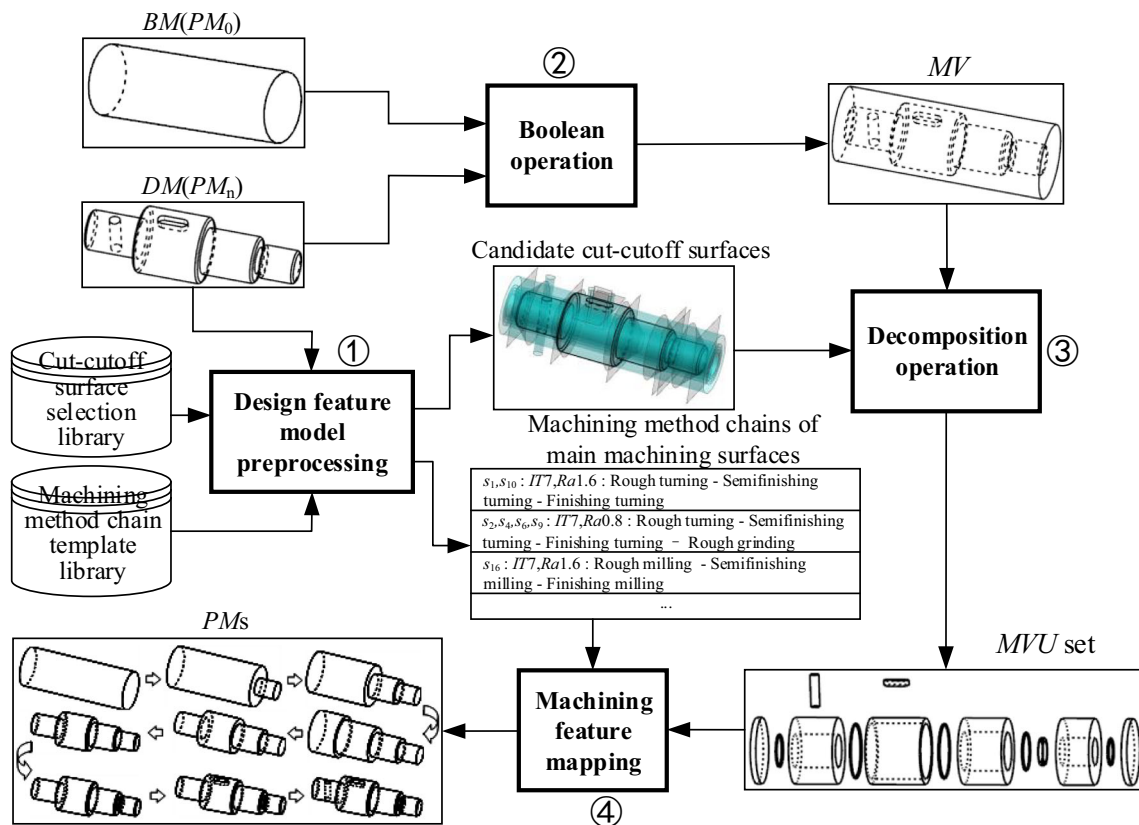 BM(PM0)
②
MV
Boolean
operation
DM(PMn)
Candidate cut-cutoff surfaces
Decomposition
operation
③
①
Cut-cutoff
surface
selection
library
Design feature
model
preprocessing
Machining method chains of
main machining surfaces
Machining
method chain
template
library
s1,s10 : IT7,Ra1.6 : Rough turning - Semifinishing
turning - Finishing turning
s2,s4,s6,s9 : IT7,Ra0.8 : Rough turning - Semifinishing
turning - Finishing turning - Rough grinding
s16 : IT7,Ra1.6 : Rough milling - Semifinishing
milling - Finishing milling
...
PMs
MVU set
Machining
feature
mapping
④